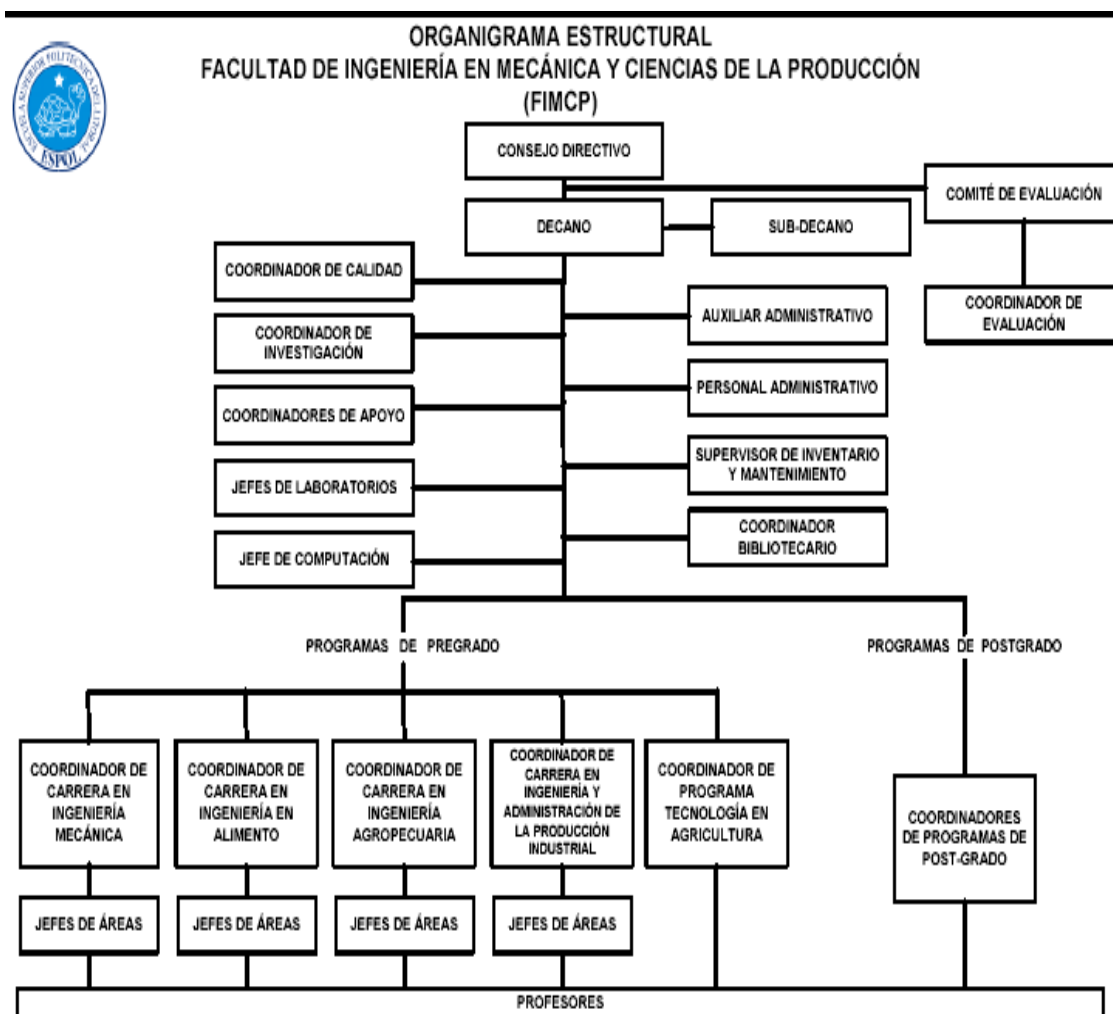 ORGANIGRAMA ESTRUCTURAL
FACULTAD DE INGENIERÍA EN MECÁNICA Y CIENCIAS DE LA PRODUCCIÓN
(FIMCP)
ESCUELA SUPERIOR POLITECNICA DEL LITORAL
ESPOL
CONSEJO DIRECTIVO
COMITÉ DE EVALUACIÓN
DECANO
SUB-DECANO
COORDINADOR DE CALIDAD
AUXILIAR ADMINISTRATIVO
COORDINADOR DE
EVALUACIÓN
COORDINADOR DE
INVESTIGACIÓN
PERSONAL ADMINISTRATIVO
COORDINADORES DE APOYO
SUPERVISOR DE INVENTARIO
Y MANTENIMIENTO
JEFES DE LABORATORIOS
COORDINADOR
BIBLIOTECARIO
JEFE DE COMPUTACIÓN
PROGRAMAS DE PREGRADO
PROGRAMAS DE POSTGRADO
COORDINADOR DE
CARRERA EN
INGENIERÍA
MECÁNICA
COORDINADOR DE
CARRERA EN
INGENIERÍA EN
ALIMENTO
COORDINADOR DE
CARRERA EN
INGENIERÍA
AGROPECUARIA
COORDINADOR DE
CARRERA EN
INGENIERÍA Y
ADMINISTRACIÓN DE
LA PRODUCCIÓN
INDUSTRIAL
COORDINADOR DE
PROGRAMA
TECNOLOGÍA EN
AGRICULTURA
COORDINADORES
DE PROGRAMAS DE
POST-GRADO
JEFES DE ÁREAS
JEFES DE ÁREAS
JEFES DE ÁREAS
JEFES DE ÁREAS
PROFESORES